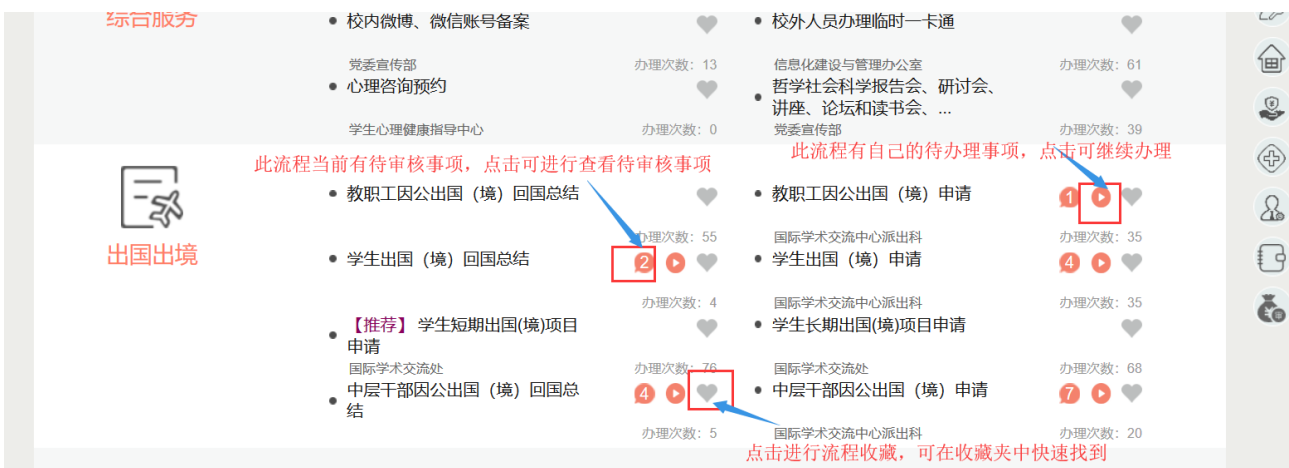 综合服务
校内微博、微信账号备案
校外人员办理临时一卡通
党委宣传部
办理次数：13
信息化建设与管理办公室
办理次数：61
心理咨询预约
哲学社会科学报告会、研讨会、
讲座、论坛和读书会、...
学生心理健康指导中心
办理次数：0
党委宣传部
办理次数：39
此流程当前有待审核事项，点击可进行查看待审核事项
此流程有自己的待办理事项，点击可继续办理
出国出境
教职工因公出国（境）回国总结
教职工因公出国（境）申请
1
办理次数：55
国际学术交流中心派出科
办理次数：35
学生出国（境）回国总结
2
学生出国（境）申请
4
办理次数：4
国际学术交流中心派出科
办理次数：35
【推荐】 学生短期出国(境)项目
申请
学生长期出国(境)项目申请
国际学术交流处
办理次数：76
国际学术交流处
办理次数：68
中层干部因公出国（境）回国总
结
4
中层干部因公出国（境）申请
7
办理次数：5
国际学术交流中心派出科
办理次数：20
点击进行流程收藏，可在收藏夹中快速找到